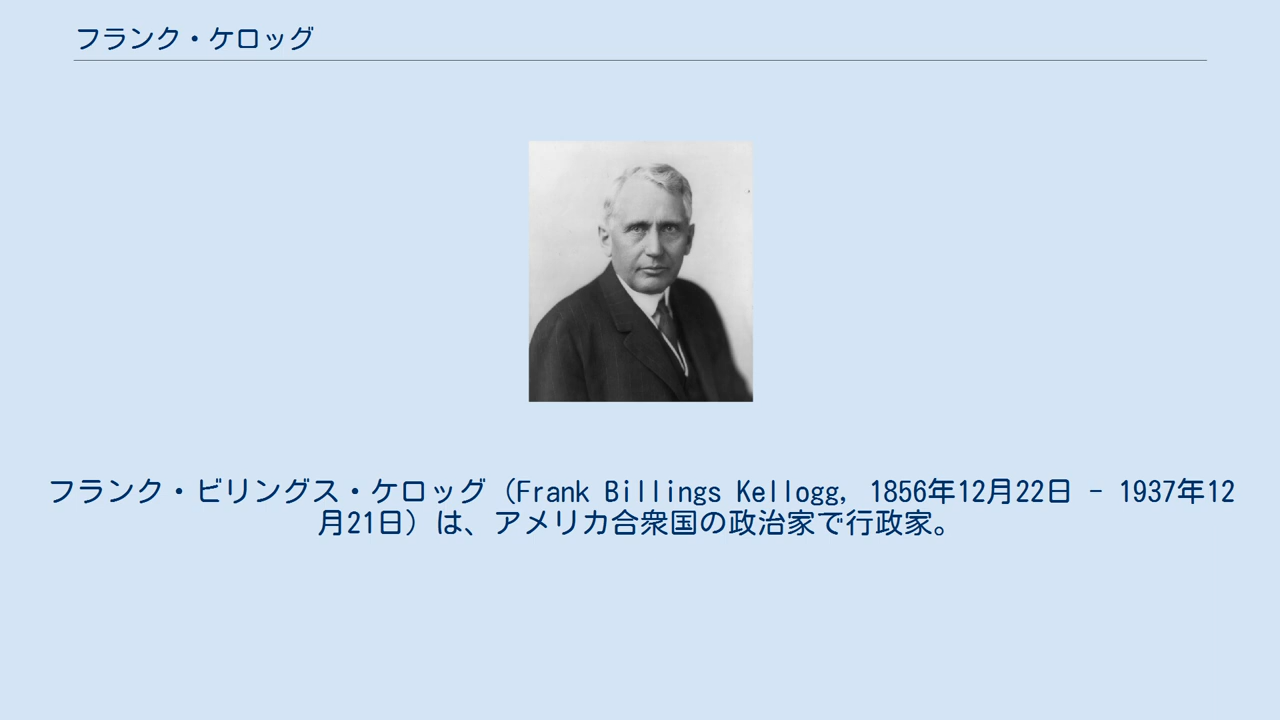 フランク・ケロッグ
フランク・ビリングス・ケロッグ（Frank Billings Kellogg, 1856年12月22日 - 1937年12
月21日）は、アメリカ合衆国の政治家で行政家。